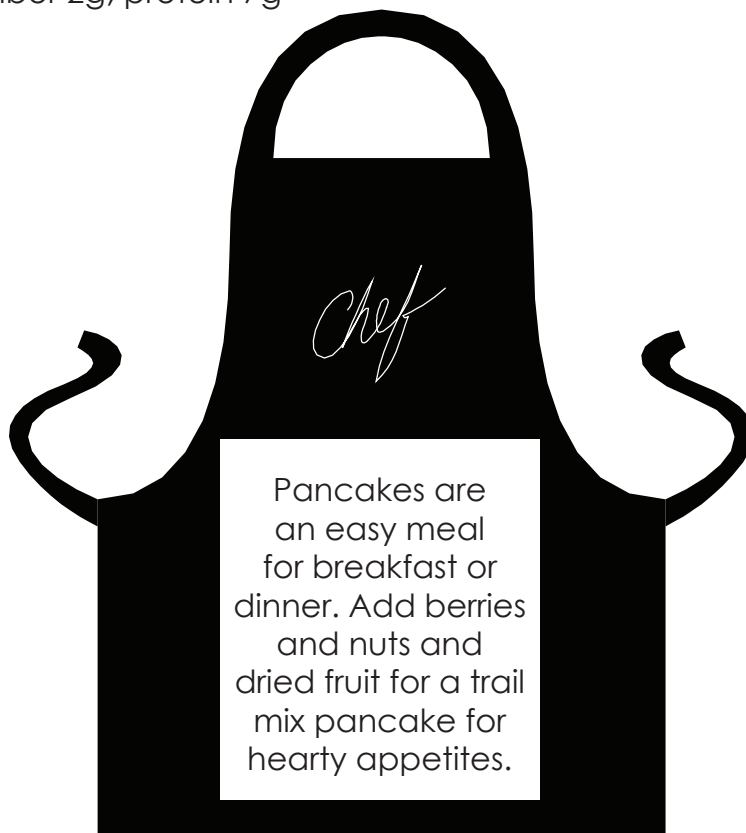 2g, protein 7g
Chef
Pancakes are
an easy meal
for breakfast or
dinner. Add berries
and nuts and
dried fruit for a trail
mix pancake for
hearty appetites.